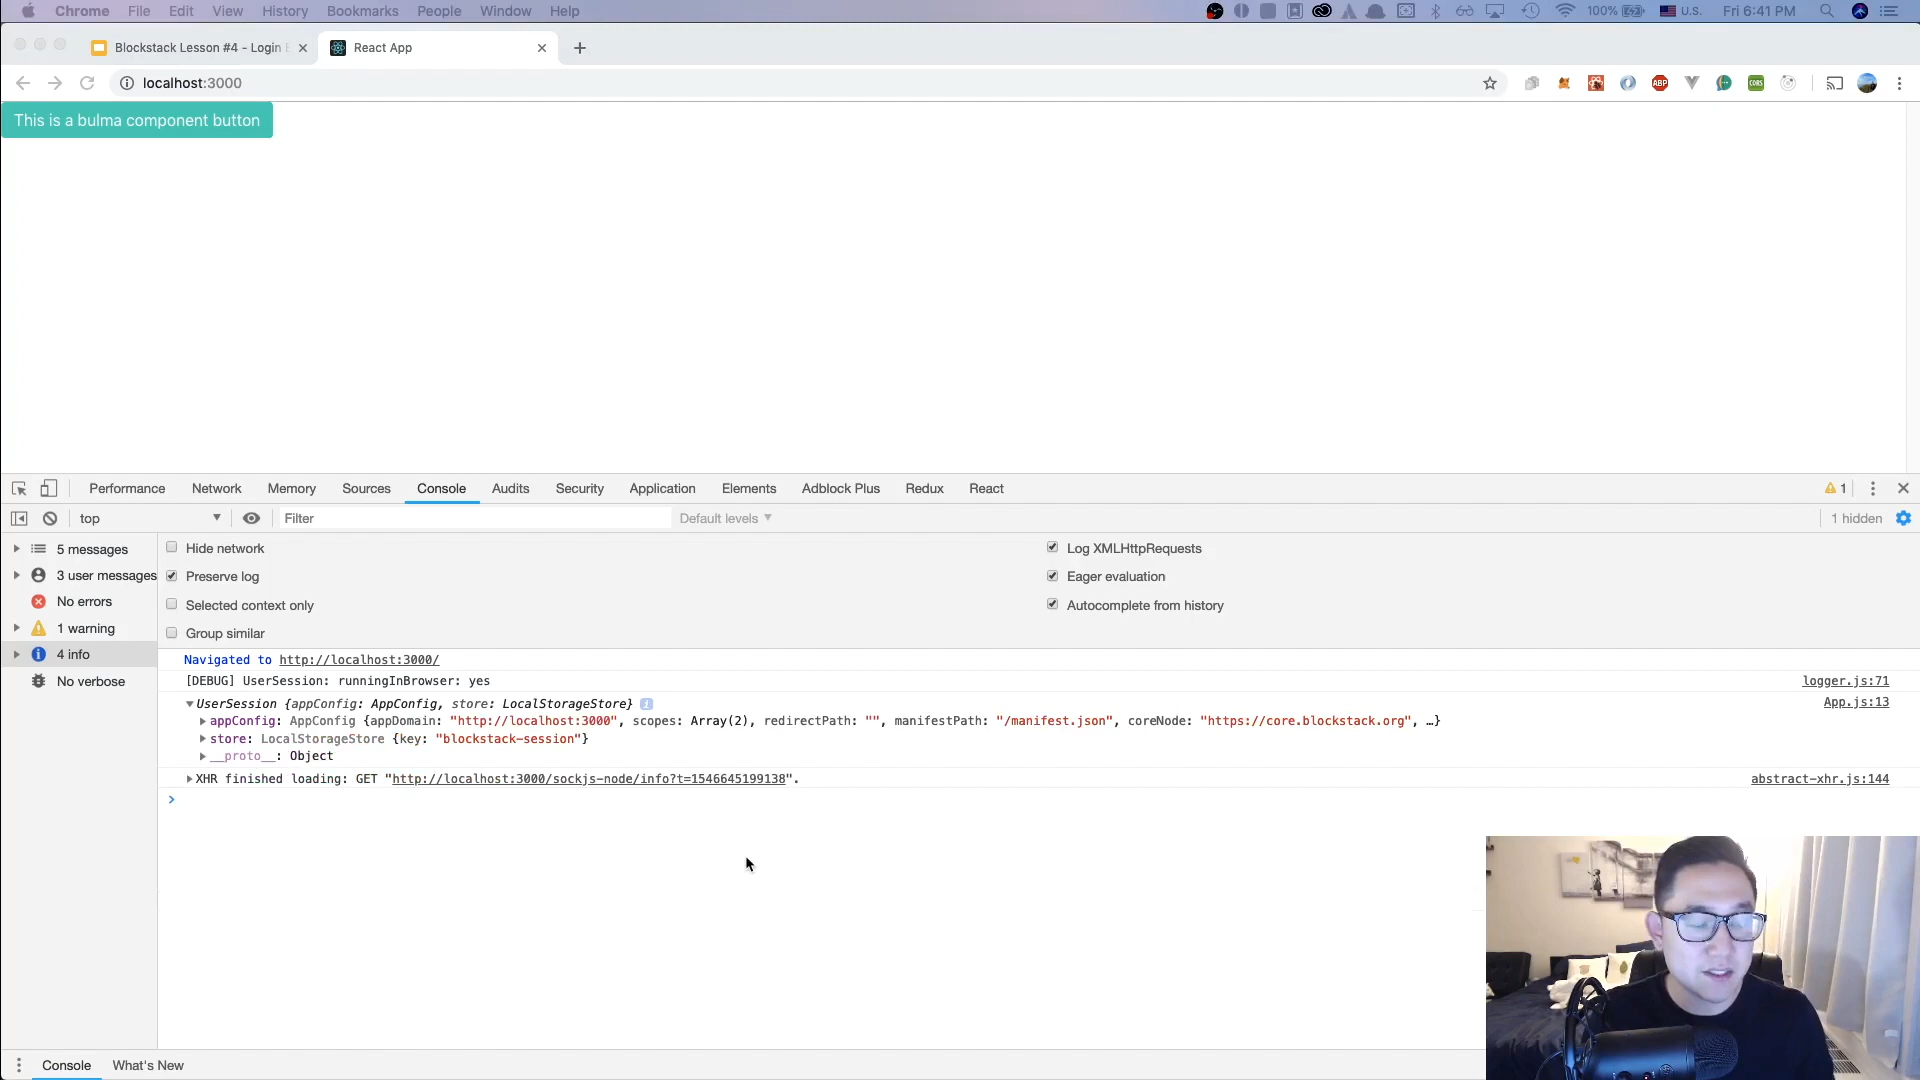 Chrome File Edit View History Bookmarks People Window Help 100% U.S. Fri 6:41 PM
Blockstack Lesson #4 - Login React App
localhost:3000 ABP CORS
This is a bulma component button
Performance Network Memory Sources Console Audits Security Application Elements Adblock Plus Redux React 1
top Filter Default levels 1 hidden
5 messages
3 user messages
No errors
1 warning
4 info
No verbose
Hide network Log XMLHttpRequests
Preserve log Eager evaluation
Selected context only Autocomplete from history
Group similar
Navigated to http://localhost:3000/
[DEBUG] UserSession: runningInBrowser: yes logger.js:71
UserSession {appConfig: AppConfig, store: LocalStorageStore} App.js:13
appConfig: AppConfig {appDomain: "http://localhost:3000", scopes: Array(2), redirectPath: "", manifestPath: "/manifest.json", coreNode: "https://core.blockstack.org", …}
store: LocalStorageStore {key: "blockstack-session"}
__proto__: Object
XHR finished loading: GET "http://localhost:3000/sockjs-node/info?t=1546645199138". abstract-xhr.js:144
>
Console What's New